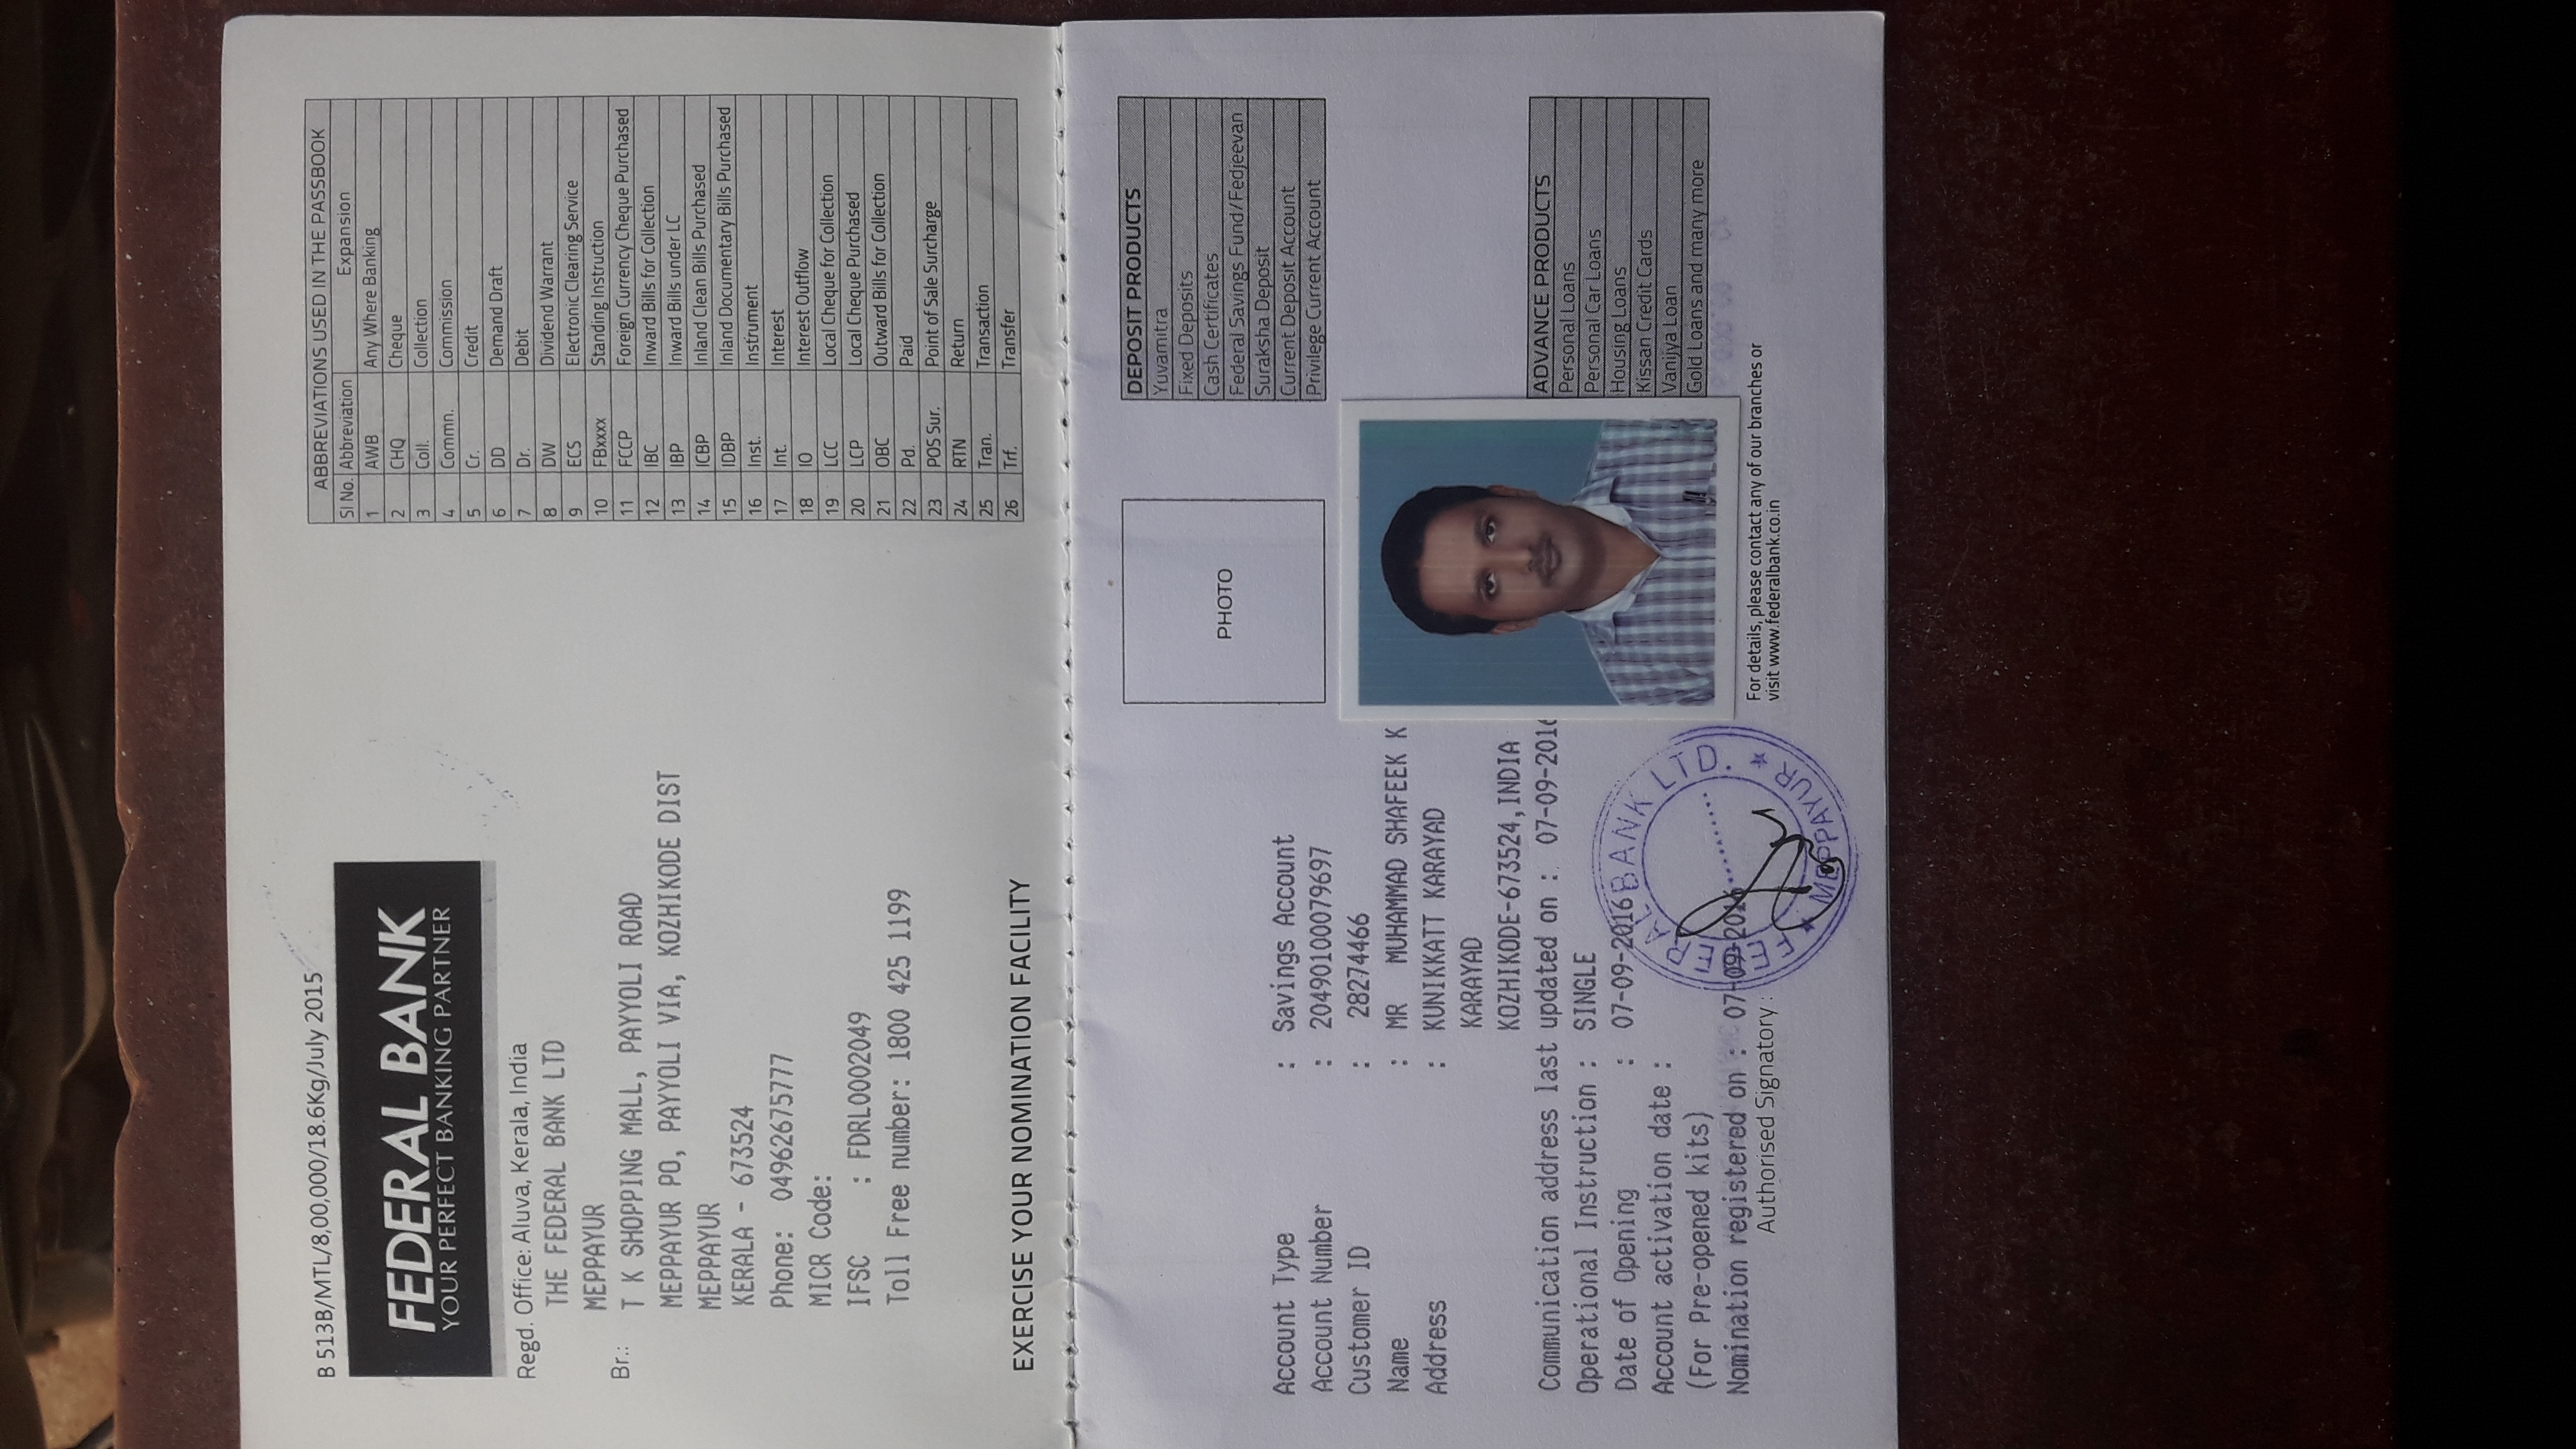 B 513B/MTL/8,00,000/18.6Kg/July 2015
FEDERAL BANK
YOUR PERFECT BANKING PARTNER
Regd. Office: Aluva, Kerala, India
THE FEDERAL BANK LTD
MEPPAYUR
Br.: T K SHOPPING MALL, PAYYOLI ROAD
MEPPAYUR PO, PAYYOLI VIA, KOZHIKODE DIST
MEPPAYUR
KERALA - 673524
Phone: 04962675777
MICR Code:
IFSC : FDRL0002049
Toll Free number: 1800 425 1199
EXERCISE YOUR NOMINATION FACILITY
ABBREVIATIONS USED IN THE PASSBOOK
Sl No. Abbreviation Expansion
1 AWB Any Where Banking
2 CHQ Cheque
3 Coll. Collection
4 Commn. Commission
5 Cr. Credit
6 DD Demand Draft
7 Dr. Debit
8 DW Dividend Warrant
9 ECS Electronic Clearing Service
10 FBxxxx Standing Instruction
11 FCCP Foreign Currency Cheque Purchased
12 IBC Inward Bills for Collection
13 IBP Inward Bills under LC
14 ICBP Inland Clean Bills Purchased
15 IDBP Inland Documentary Bills Purchased
16 Inst. Instrument
17 Int. Interest
18 IO Interest Outflow
19 LCC Local Cheque for Collection
20 LCP Local Cheque Purchased
21 OBC Outward Bills for Collection
22 Pd. Paid
23 POS Sur. Point of Sale Surcharge
24 RTN Return
25 Tran. Transaction
26 Trf. Transfer
Account Type : Savings Account
Account Number : 20490100079697
Customer ID : 28274466
Name : MR MUHAMMAD SHAFEEK K
Address : KUNIKKATT KARAYAD
KARAYAD
KOZHIKODE-673524,INDIA
Communication address last updated on : 07-09-2016
Operational Instruction : SINGLE
Date of Opening : 07-09-2016
Account activation date :
(For Pre-opened kits)
Nomination registered on : 07-09-2016
Authorised Signatory :
FEDERAL BANK LTD.
MEPPAYUR
PHOTO
DEPOSIT PRODUCTS
Yuvamitra
Fixed Deposits
Cash Certificates
Federal Savings Fund/Fedjeevan
Suraksha Deposit
Current Deposit Account
Privilege Current Account
ADVANCE PRODUCTS
Personal Loans
Personal Car Loans
Housing Loans
Kissan Credit Cards
Vanijya Loan
Gold Loans and many more
For details, please contact any of our branches or
visit www.federalbank.co.in